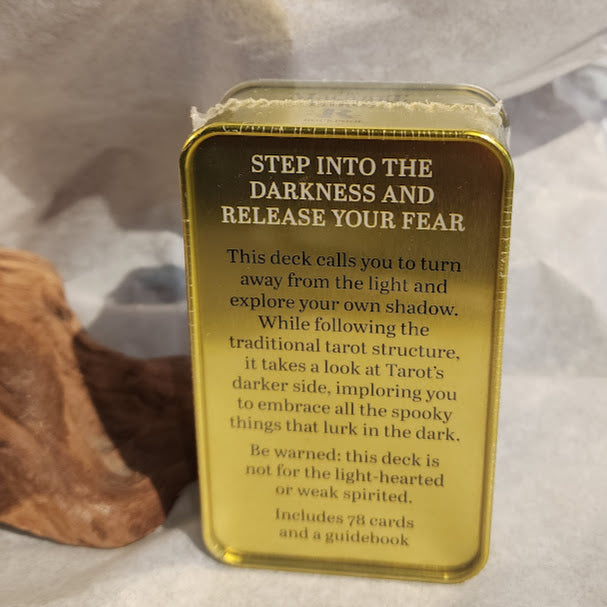 STEP INTO THE
DARKNESS AND
RELEASE YOUR FEAR
This deck calls you to turn
away from the light and
explore your own shadow.
While following the
traditional tarot structure,
it takes a look at Tarot's
darker side, imploring you
to embrace all the spooky
things that lurk in the dark.
Be warned: this deck is
not for the light-hearted
or weak spirited.
Includes 78 cards
and a guidebook